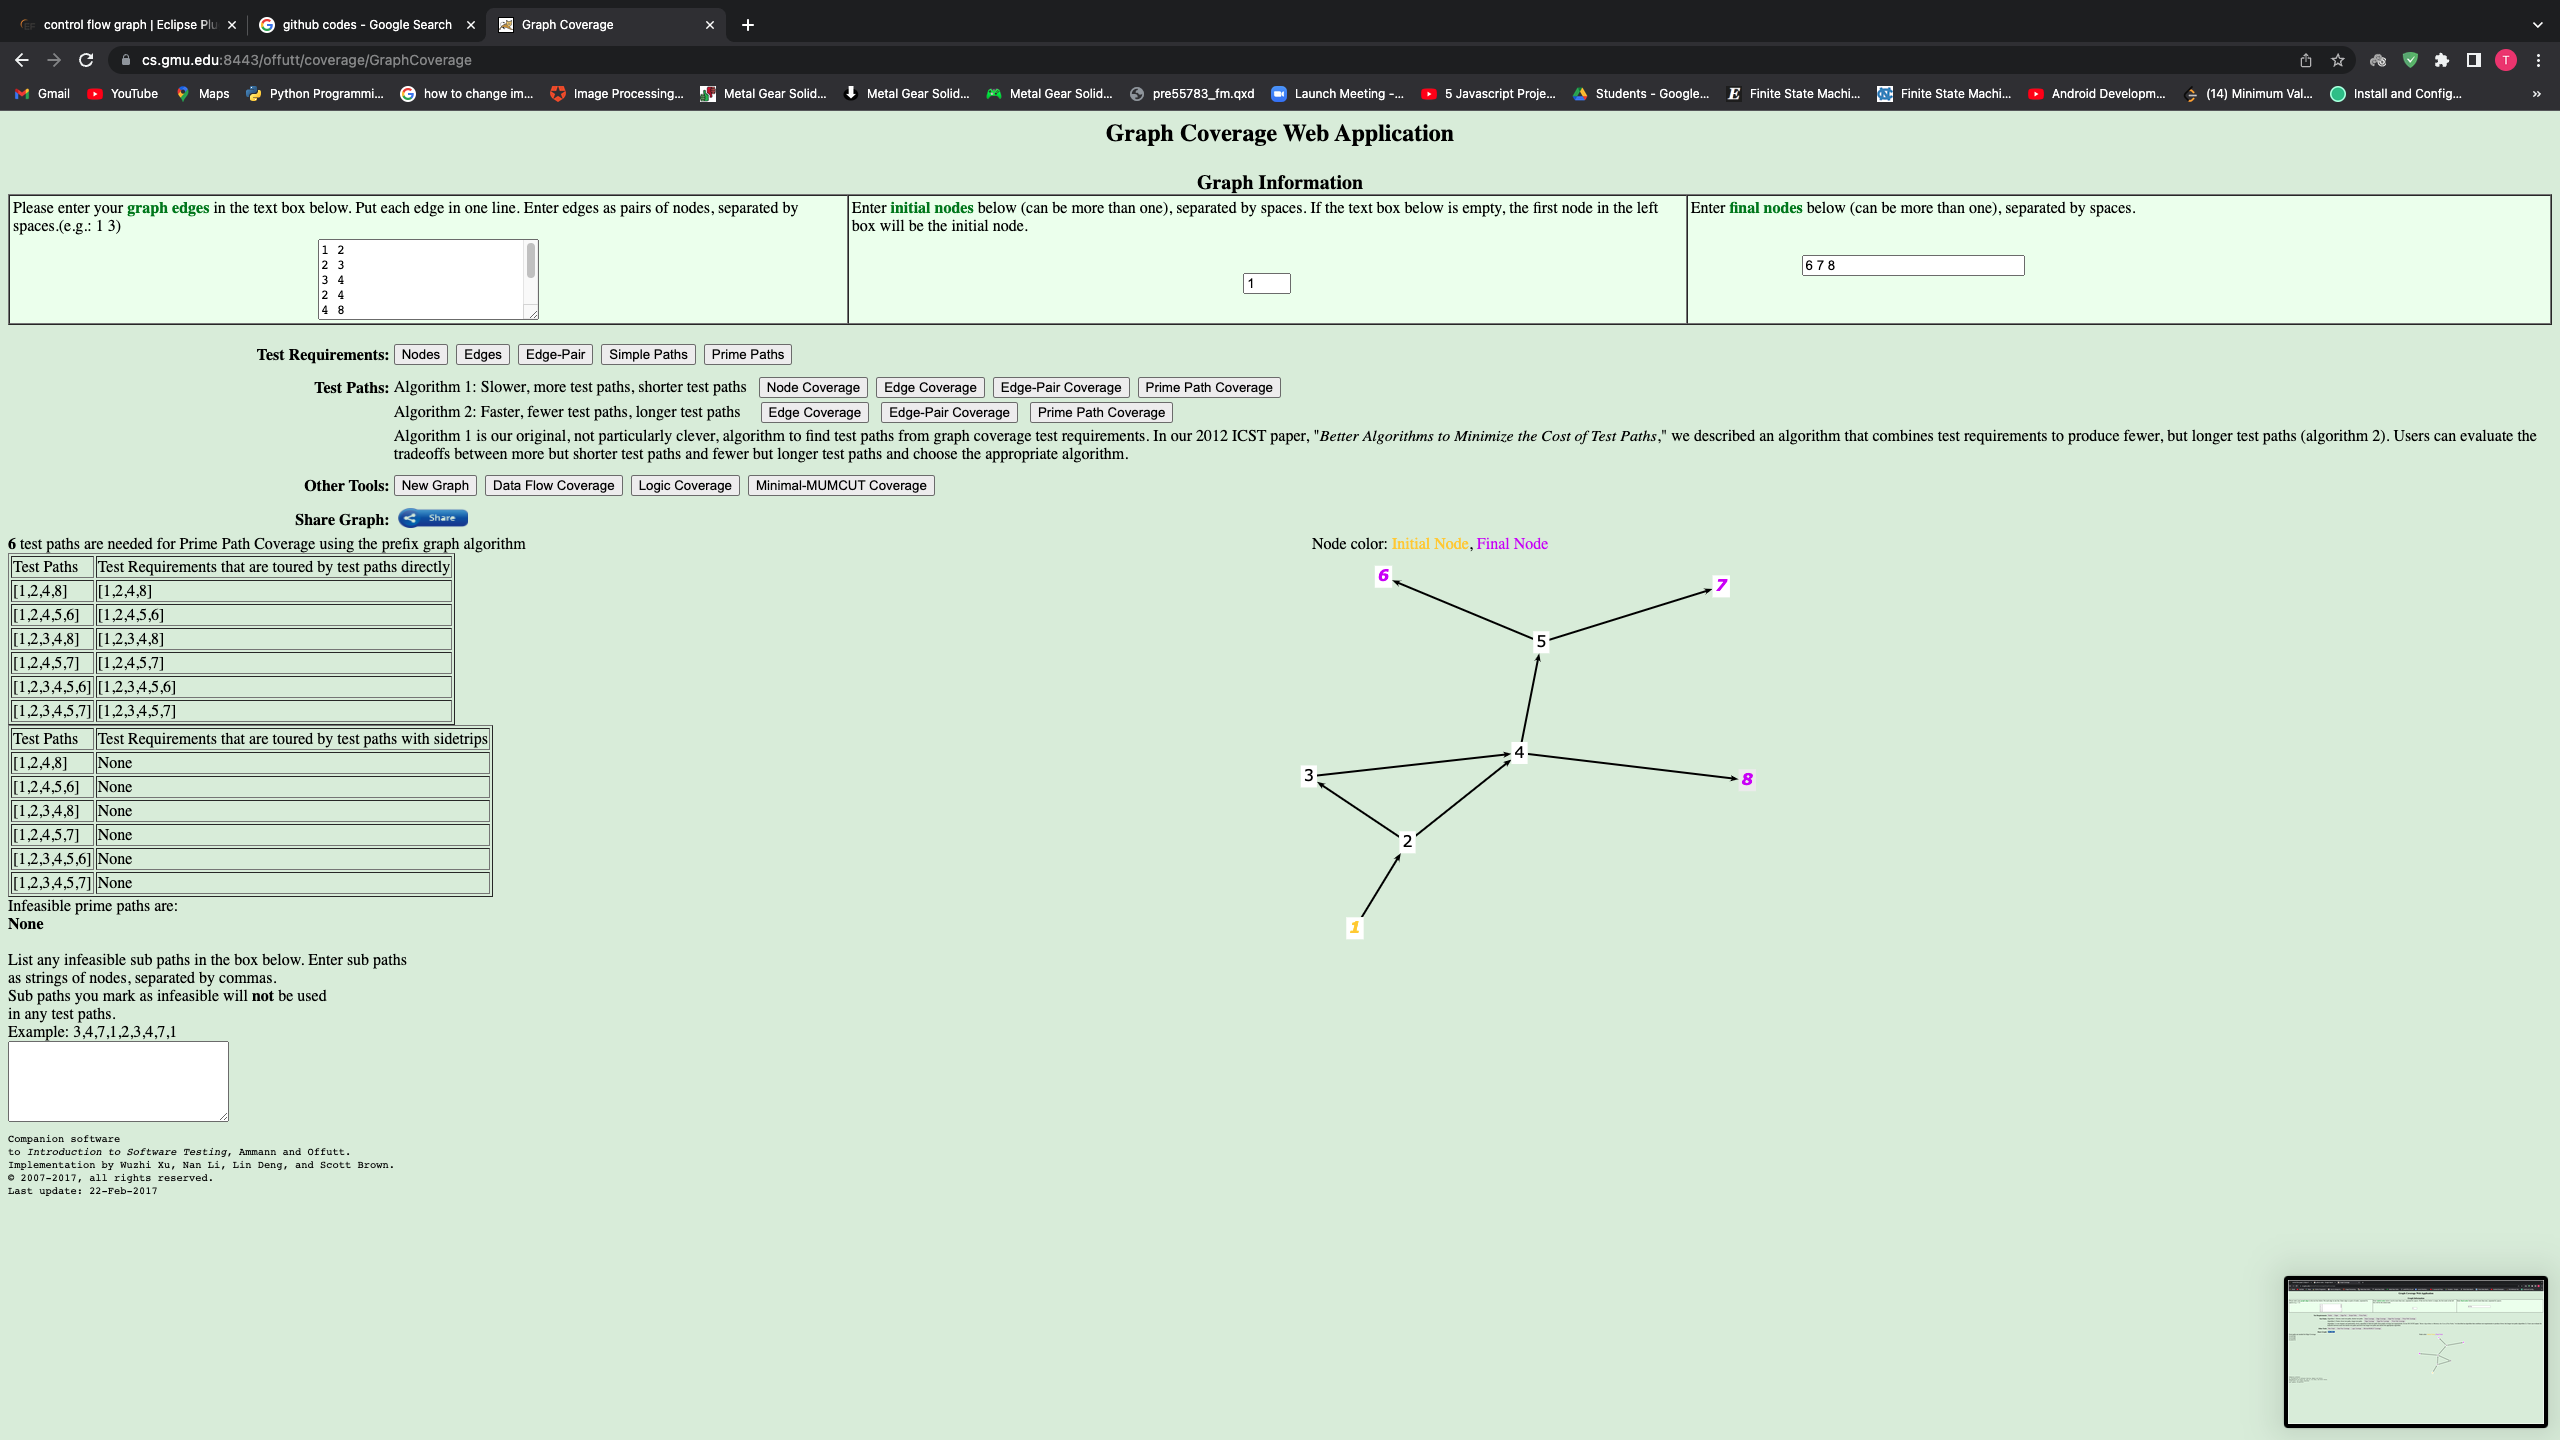 control flow graph | Eclipse Plu
github codes - Google Search
Graph Coverage
cs.gmu.edu:8443/offutt/coverage/GraphCoverage
T
Gmail YouTube Maps Python Programmi... how to change im... Image Processing... Metal Gear Solid... Metal Gear Solid... Metal Gear Solid... pre55783_fm.qxd Launch Meeting -... 5 Javascript Proje... Students - Google... Finite State Machi... Finite State Machi... Android Developm... (14) Minimum Val... Install and Config... »
Graph Coverage Web Application
Graph Information
Please enter your graph edges in the text box below. Put each edge in one line. Enter edges as pairs of nodes, separated by
spaces.(e.g.: 1 3)
1 2
2 3
3 4
2 4
4 8
Enter initial nodes below (can be more than one), separated by spaces. If the text box below is empty, the first node in the left
box will be the initial node.
1
Enter final nodes below (can be more than one), separated by spaces.
6 7 8
Test Requirements: Nodes Edges Edge-Pair Simple Paths Prime Paths
Test Paths: Algorithm 1: Slower, more test paths, shorter test paths Node Coverage Edge Coverage Edge-Pair Coverage Prime Path Coverage
Algorithm 2: Faster, fewer test paths, longer test paths Edge Coverage Edge-Pair Coverage Prime Path Coverage
Algorithm 1 is our original, not particularly clever, algorithm to find test paths from graph coverage test requirements. In our 2012 ICST paper, "Better Algorithms to Minimize the Cost of Test Paths," we described an algorithm that combines test requirements to produce fewer, but longer test paths (algorithm 2). Users can evaluate the
tradeoffs between more but shorter test paths and fewer but longer test paths and choose the appropriate algorithm.
Other Tools: New Graph Data Flow Coverage Logic Coverage Minimal-MUMCUT Coverage
Share Graph: Share
6 test paths are needed for Prime Path Coverage using the prefix graph algorithm
Test Paths Test Requirements that are toured by test paths directly
[1,2,4,8] [1,2,4,8]
[1,2,4,5,6] [1,2,4,5,6]
[1,2,3,4,8] [1,2,3,4,8]
[1,2,4,5,7] [1,2,4,5,7]
[1,2,3,4,5,6] [1,2,3,4,5,6]
[1,2,3,4,5,7] [1,2,3,4,5,7]
Test Paths Test Requirements that are toured by test paths with sidetrips
[1,2,4,8] None
[1,2,4,5,6] None
[1,2,3,4,8] None
[1,2,4,5,7] None
[1,2,3,4,5,6] None
[1,2,3,4,5,7] None
Infeasible prime paths are:
None
List any infeasible sub paths in the box below. Enter sub paths
as strings of nodes, separated by commas.
Sub paths you mark as infeasible will not be used
in any test paths.
Example: 3,4,7,1,2,3,4,7,1
Companion software
to Introduction to Software Testing, Ammann and Offutt.
Implementation by Wuzhi Xu, Nan Li, Lin Deng, and Scott Brown.
© 2007-2017, all rights reserved.
Last update: 22-Feb-2017
Node color: Initial Node, Final Node
6
7
5
4
3
8
2
1